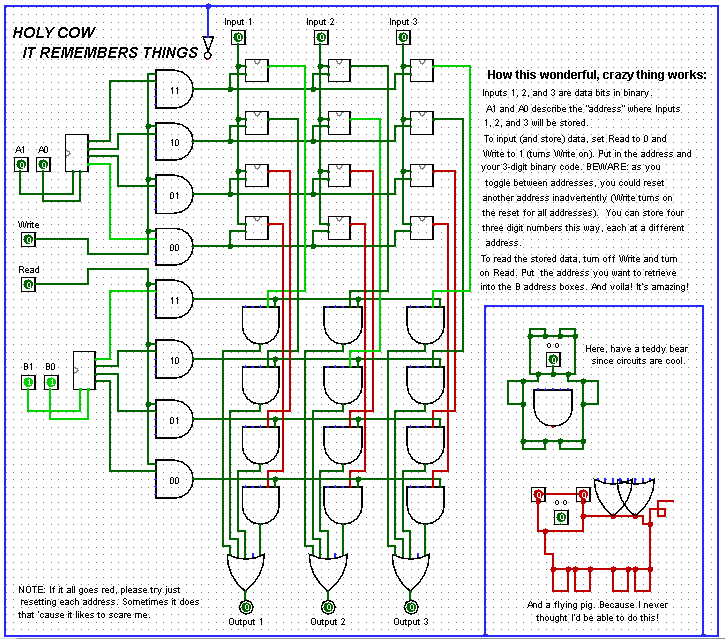 HOLY COW
IT REMEMBERS THINGS
Input 1 Input 2 Input 3
How this wonderful, crazy thing works:
Inputs 1, 2, and 3 are data bits in binary.
A1 and A0 describe the "address" where Inputs
1, 2, and 3 will be stored.
To input (and store) data, set Read to 0 and
Write to 1 (turns Write on). Put in the address and
your 3-digit binary code. BEWARE: as you
toggle between addresses, you could reset
another address inadvertently (Write turns on
the reset for all addresses). You can store four
three digit numbers this way, each at a different
address.
To read the stored data, turn off Write and turn
on Read. Put the address you want to retrieve
into the B address boxes. And voila! It's amazing!
11
10
A1 A0
01
Write
00
Read
11
10
B1 B0
01
00
Here, have a teddy bear
since circuits are cool.
NOTE: If it all goes red, please try just
resetting each address. Sometimes it does
that 'cause it likes to scare me.
And a flying pig. Because I never
thought I'd be able to do this!
Output 1 Output 2 Output 3